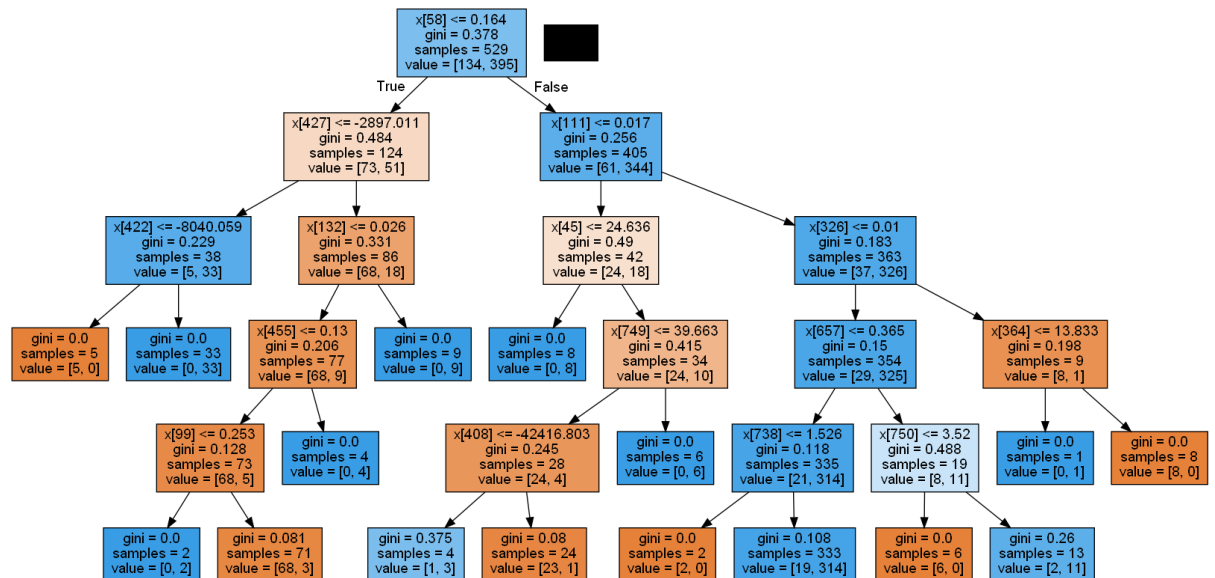 x[58] <= 0.164
gini = 0.378
samples = 529
value = [134, 395]
True
False
x[427] <= -2897.011
gini = 0.484
samples = 124
value = [73, 51]
x[111] <= 0.017
gini = 0.256
samples = 405
value = [61, 344]
x[422] <= -8040.059
gini = 0.229
samples = 38
value = [5, 33]
x[132] <= 0.026
gini = 0.331
samples = 86
value = [68, 18]
x[45] <= 24.636
gini = 0.49
samples = 42
value = [24, 18]
x[326] <= 0.01
gini = 0.183
samples = 363
value = [37, 326]
gini = 0.0
samples = 5
value = [5, 0]
gini = 0.0
samples = 33
value = [0, 33]
x[455] <= 0.13
gini = 0.206
samples = 77
value = [68, 9]
gini = 0.0
samples = 9
value = [0, 9]
gini = 0.0
samples = 8
value = [0, 8]
x[749] <= 39.663
gini = 0.415
samples = 34
value = [24, 10]
x[657] <= 0.365
gini = 0.15
samples = 354
value = [29, 325]
x[364] <= 13.833
gini = 0.198
samples = 9
value = [8, 1]
x[99] <= 0.253
gini = 0.128
samples = 73
value = [68, 5]
gini = 0.0
samples = 4
value = [0, 4]
x[408] <= -42416.803
gini = 0.245
samples = 28
value = [24, 4]
gini = 0.0
samples = 6
value = [0, 6]
x[738] <= 1.526
gini = 0.118
samples = 335
value = [21, 314]
x[750] <= 3.52
gini = 0.488
samples = 19
value = [8, 11]
gini = 0.0
samples = 1
value = [0, 1]
gini = 0.0
samples = 8
value = [8, 0]
gini = 0.0
samples = 2
value = [0, 2]
gini = 0.081
samples = 71
value = [68, 3]
gini = 0.375
samples = 4
value = [1, 3]
gini = 0.08
samples = 24
value = [23, 1]
gini = 0.0
samples = 2
value = [2, 0]
gini = 0.108
samples = 333
value = [19, 314]
gini = 0.0
samples = 6
value = [6, 0]
gini = 0.26
samples = 13
value = [2, 11]